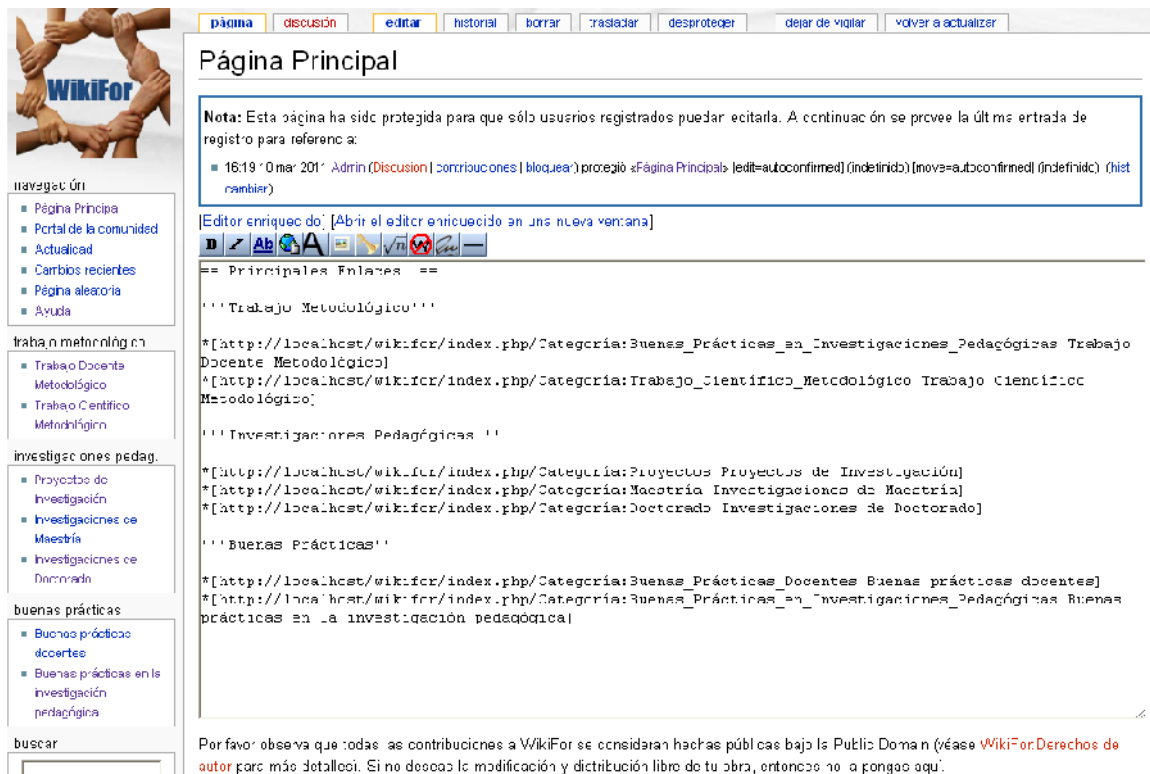 WikiFor
página discusión editar historial borrar trasladar desproteger dejar de vigilar volver a actualizar
Página Principal
Nota: Esta página ha sido protegida para que sólo usuarios registrados puedan editarla. A continuación se provee la última entrada de
registro para referencia:
16:19 10 mar 2011 Admin (Discusión | contribuciones | bloquear) protegió «Página Principal» [edit=autoconfirmed] (indefinido) [move=autoconfirmed] (indefinido) (hist
cambiar)
[Editor enriquecido] [Abrir el editor enriquecido en una nueva ventana]
== Principales Enlaces ==
'''Trabajo Metodológico'''
*[http://localhost/wikifor/index.php/Categoría:Buenas_Prácticas_en_Investigaciones_Pedagógicas Trabajo
Docente Metodológico]
*[http://localhost/wikifor/index.php/Categoría:Trabajo_Científico_Metodológico Trabajo Científico
Metodológico]
'''Investigaciones Pedagógicas '''
*[http://localhost/wikifor/index.php/Categoría:Proyectos Proyectos de Investigación]
*[http://localhost/wikifor/index.php/Categoría:Maestría Investigaciones de Maestría]
*[http://localhost/wikifor/index.php/Categoría:Doctorado Investigaciones de Doctorado]
'''Buenas Prácticas'''
*[http://localhost/wikifor/index.php/Categoría:Buenas_Prácticas_Docentes Buenas prácticas docentes]
*[http://localhost/wikifor/index.php/Categoría:Buenas_Prácticas_en_Investigaciones_Pedagógicas Buenas
prácticas en la investigación pedagógica]
Por favor observa que todas las contribuciones a WikiFor se consideran hechas públicas bajo la Public Domain (véase WikiFor:Derechos de
autor para más detalles). Si no deseas la modificación y distribución libre de tu obra, entonces no la pongas aquí.
navegación
Página Principal
Portal de la comunidad
Actualidad
Cambios recientes
Página aleatoria
Ayuda
trabajo metodológico
Trabajo Docente
Metodológico
Trabajo Científico
Metodológico
investigaciones pedag.
Proyectos de
Investigación
Investigaciones de
Maestría
Investigaciones de
Doctorado
buenas prácticas
Buenas prácticas
docentes
Buenas prácticas en la
investigación
pedagógica
buscar